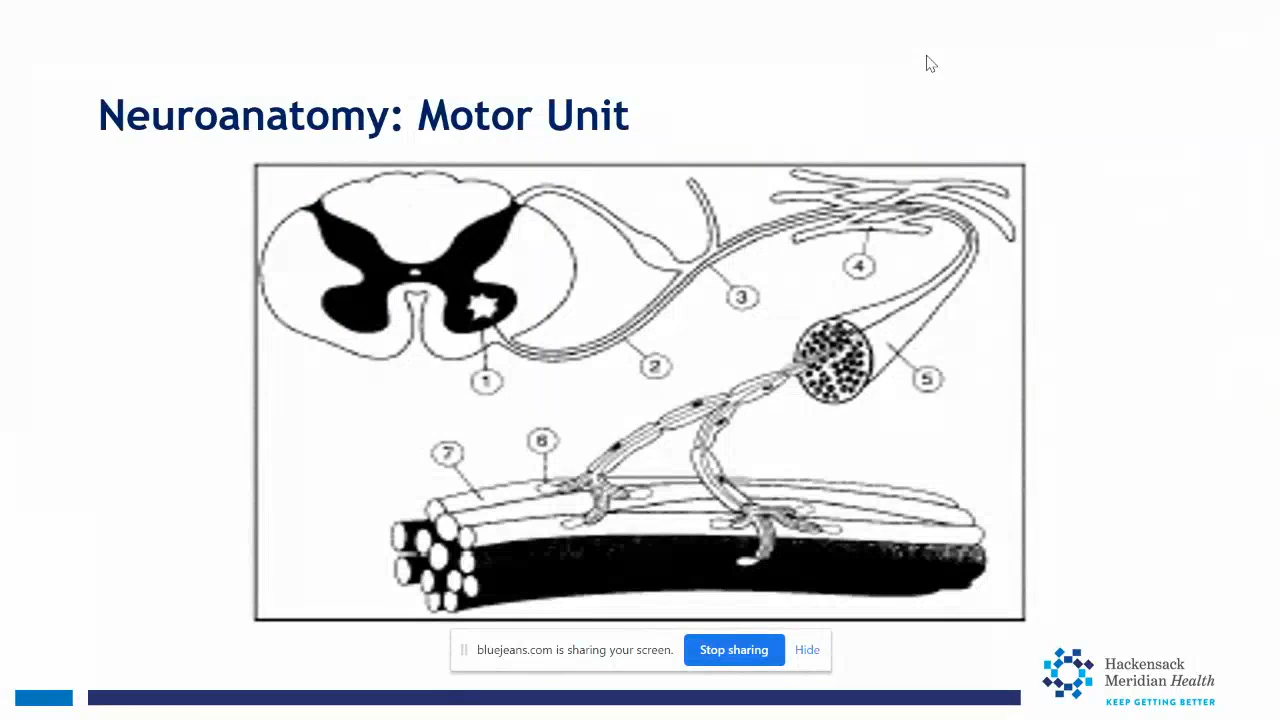 Neuroanatomy: Motor Unit
4
3
2
1
5
6
7
bluejeans.com is sharing your screen.
Stop sharing
Hide
Hackensack
Meridian Health
KEEP GETTING BETTER